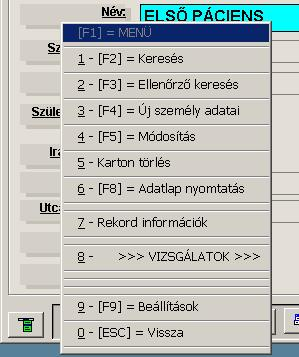 Név: ELSŐ PÁCIENS
[F1] = MENÜ
1 - [F2] = Keresés
Sz
2 - [F3] = Ellenőrző keresés
3 - [F4] = Új személy adatai
Szüle
4 - [F5] = Módosítás
Ira
5 - Karton törlés
6 - [F8] = Adatlap nyomtatás
Utca
7 - Rekord információk
8 - >>> VIZSGÁLATOK >>>
9 - [F9] = Beállítások
0 - [ESC] = Vissza